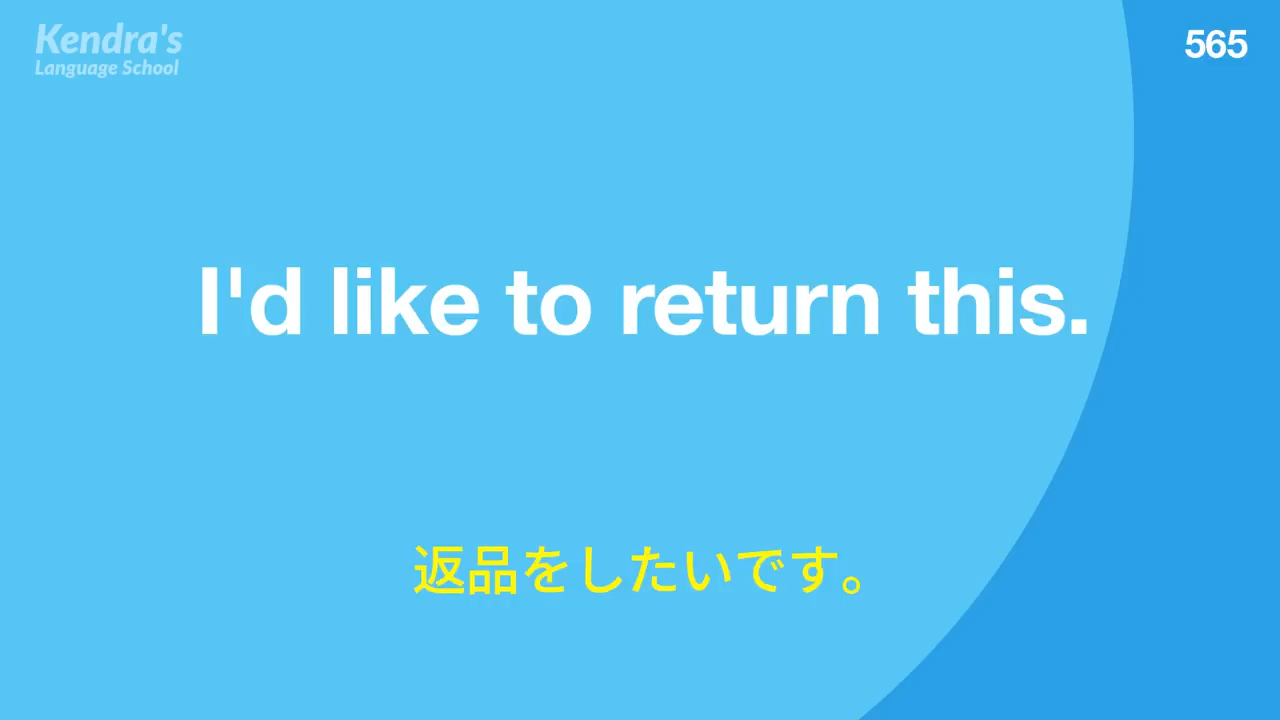 Kendra's
Language School
565
I'd like to return this.
返品をしたいです。